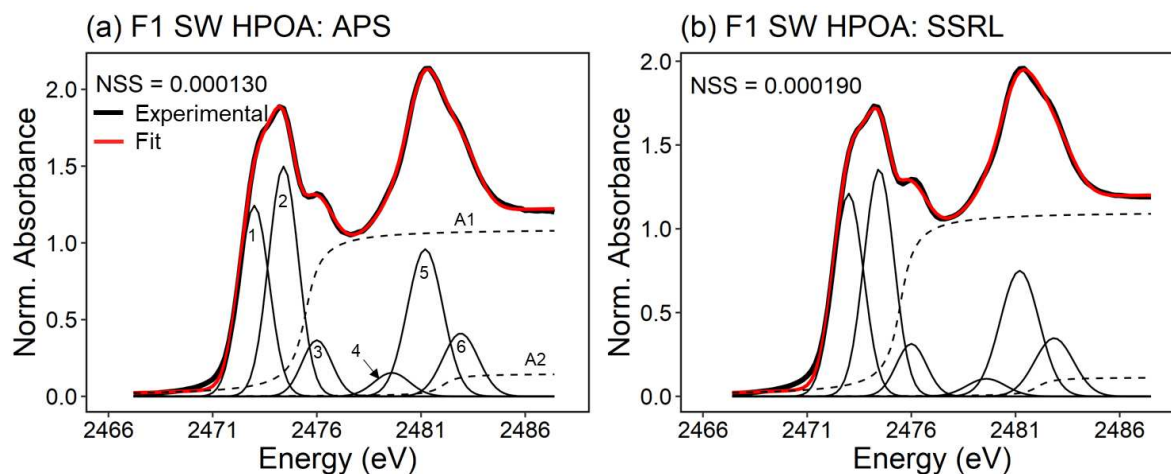 (a) F1 SW HPOA: APS
NSS = 0.000130
Experimental
Fit
Norm. Absorbance
2.0
1.5
1.0
0.5
0.0
1
2
3
4
5
6
A1
A2
2466 2471 2476 2481 2486
Energy (eV)
(b) F1 SW HPOA: SSRL
NSS = 0.000190
Norm. Absorbance
2.0
1.5
1.0
0.5
0.0
2466 2471 2476 2481 2486
Energy (eV)